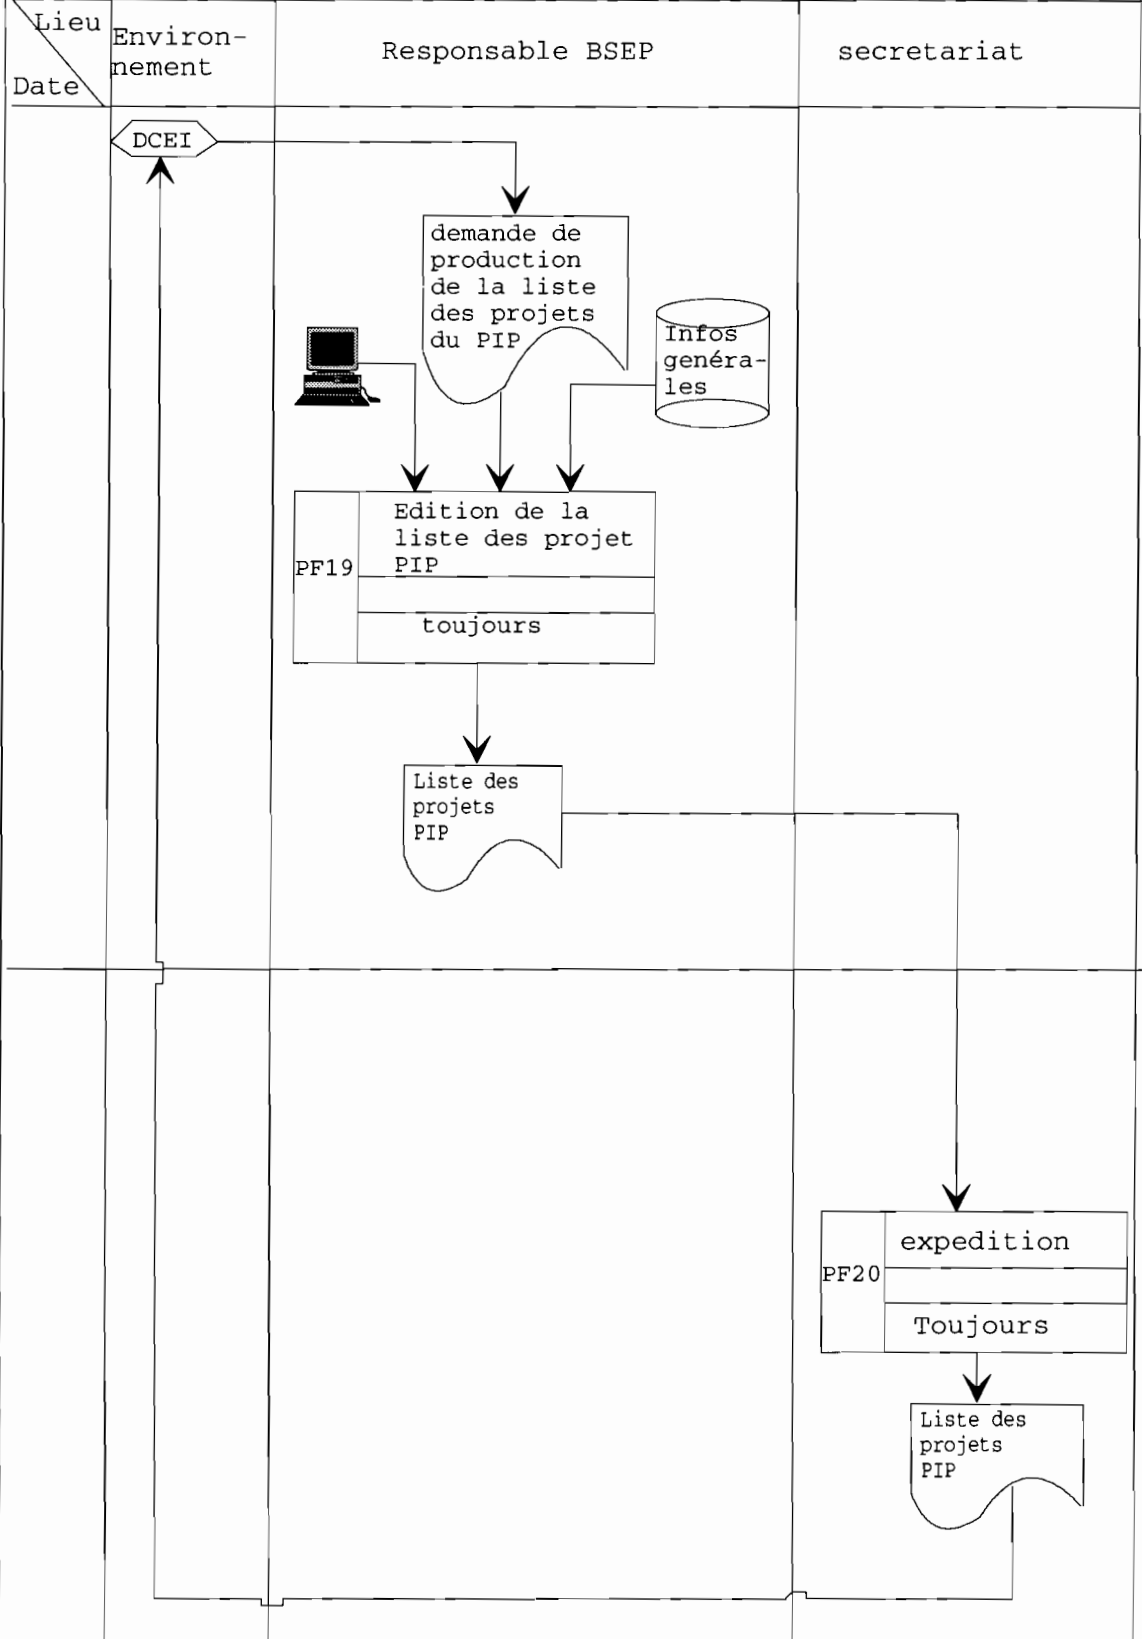 Lieu
Date
Environ-
nement
Responsable BSEP
secretariat
DCEI
demande de
production
de la liste
des projets
du PIP
Infos
genéra-
les
PF19
Edition de la
liste des projet
PIP
toujours
Liste des
projets
PIP
PF20
expedition
Toujours
Liste des
projets
PIP